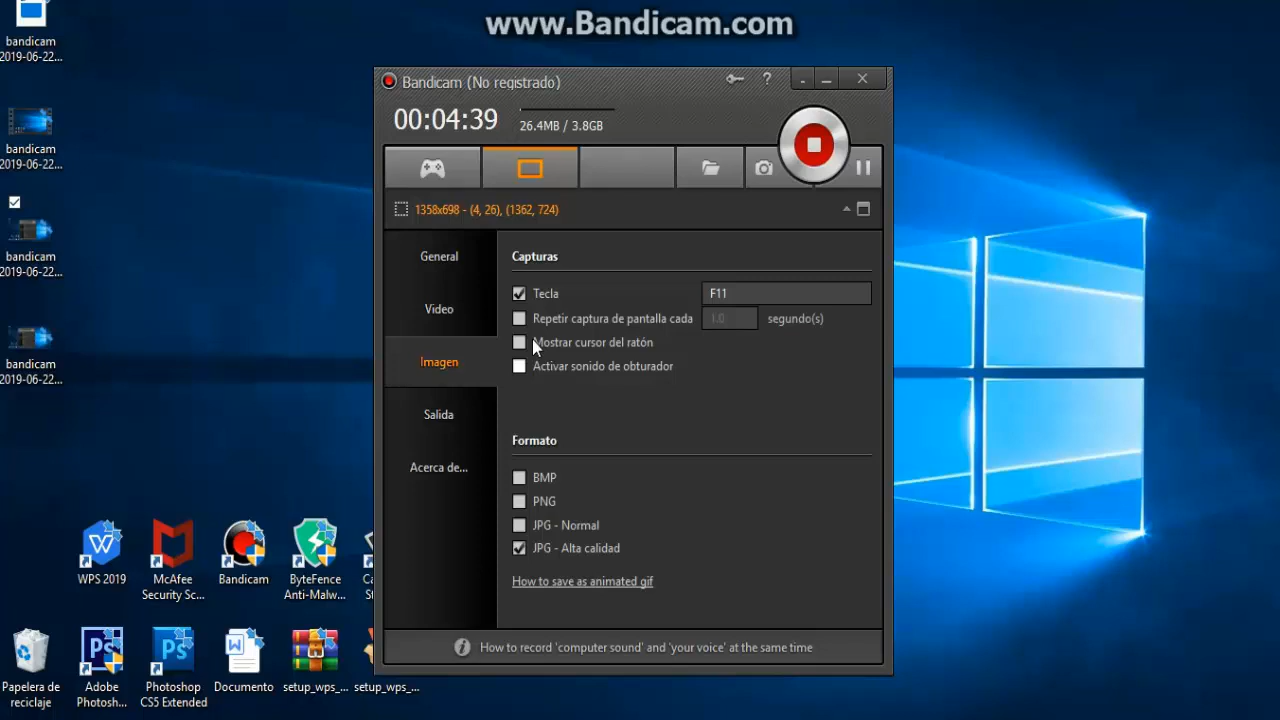 www.Bandicam.com
bandicam
2019-06-22...
bandicam
2019-06-22...
bandicam
2019-06-22...
bandicam
2019-06-22...
Bandicam (No registrado)
?
00:04:39
26.4MB / 3.8GB
1358x698 - (4, 26), (1362, 724)
General
Video
Imagen
Salida
Acerca de...
Capturas
Tecla
F11
Repetir captura de pantalla cada
1.0
segundo(s)
Mostrar cursor del ratón
Activar sonido de obturador
Formato
BMP
PNG
JPG - Normal
JPG - Alta calidad
How to save as animated gif
How to record 'computer sound' and 'your voice' at the same time
WPS 2019
McAfee
Security Sc...
Bandicam
ByteFence
Anti-Malw...
Papelera de
reciclaje
Adobe
Photosh...
Photoshop
CS5 Extended
Documento
setup_wps_...
setup_wps_...